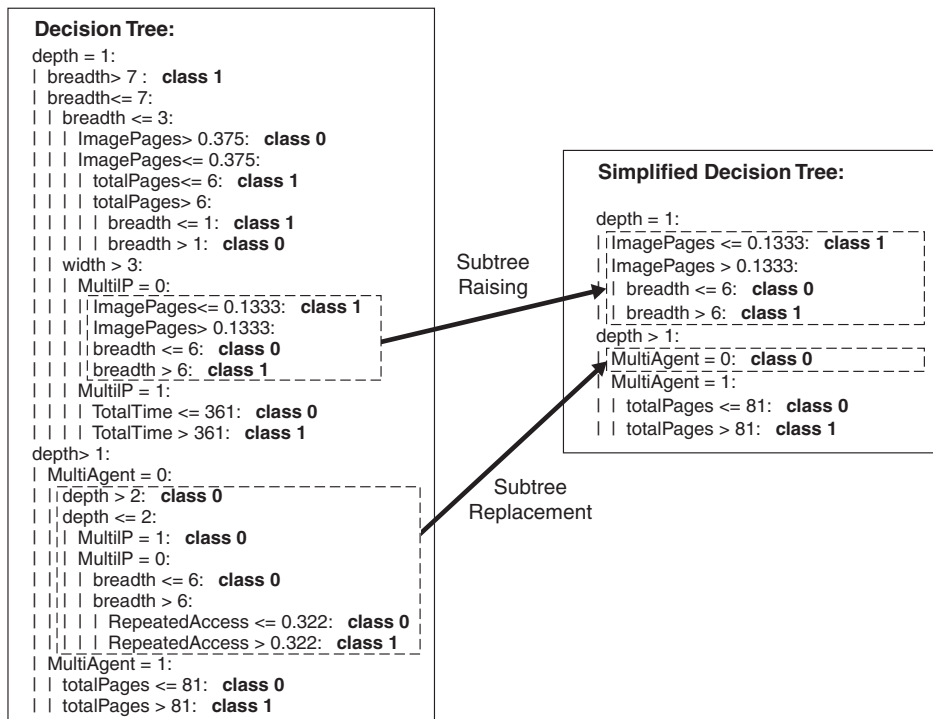 Decision Tree:
depth = 1:
| breadth> 7 : class 1
| breadth<= 7:
| | breadth <= 3:
| | | ImagePages> 0.375: class 0
| | | ImagePages<= 0.375:
| | | | totalPages<= 6: class 1
| | | | totalPages> 6:
| | | | | breadth <= 1: class 1
| | | | | breadth > 1: class 0
| | width > 3:
| | | MultiIP = 0:
| | | | ImagePages<= 0.1333: class 1
| | | | ImagePages> 0.1333:
| | | | breadth <= 6: class 0
| | | | breadth > 6: class 1
| | | MultiIP = 1:
| | | | TotalTime <= 361: class 0
| | | | TotalTime > 361: class 1
depth> 1:
| MultiAgent = 0:
| | depth > 2: class 0
| | depth <= 2:
| | | MultiIP = 1: class 0
| | | MultiIP = 0:
| | | | breadth <= 6: class 0
| | | | breadth > 6:
| | | | | RepeatedAccess <= 0.322: class 0
| | | | | RepeatedAccess > 0.322: class 1
| MultiAgent = 1:
| | totalPages <= 81: class 0
| | totalPages > 81: class 1
Subtree
Raising
Subtree
Replacement
Simplified Decision Tree:
depth = 1:
| ImagePages <= 0.1333: class 1
| ImagePages > 0.1333:
| | breadth <= 6: class 0
| | breadth > 6: class 1
depth > 1:
| MultiAgent = 0: class 0
| MultiAgent = 1:
| | totalPages <= 81: class 0
| | totalPages > 81: class 1